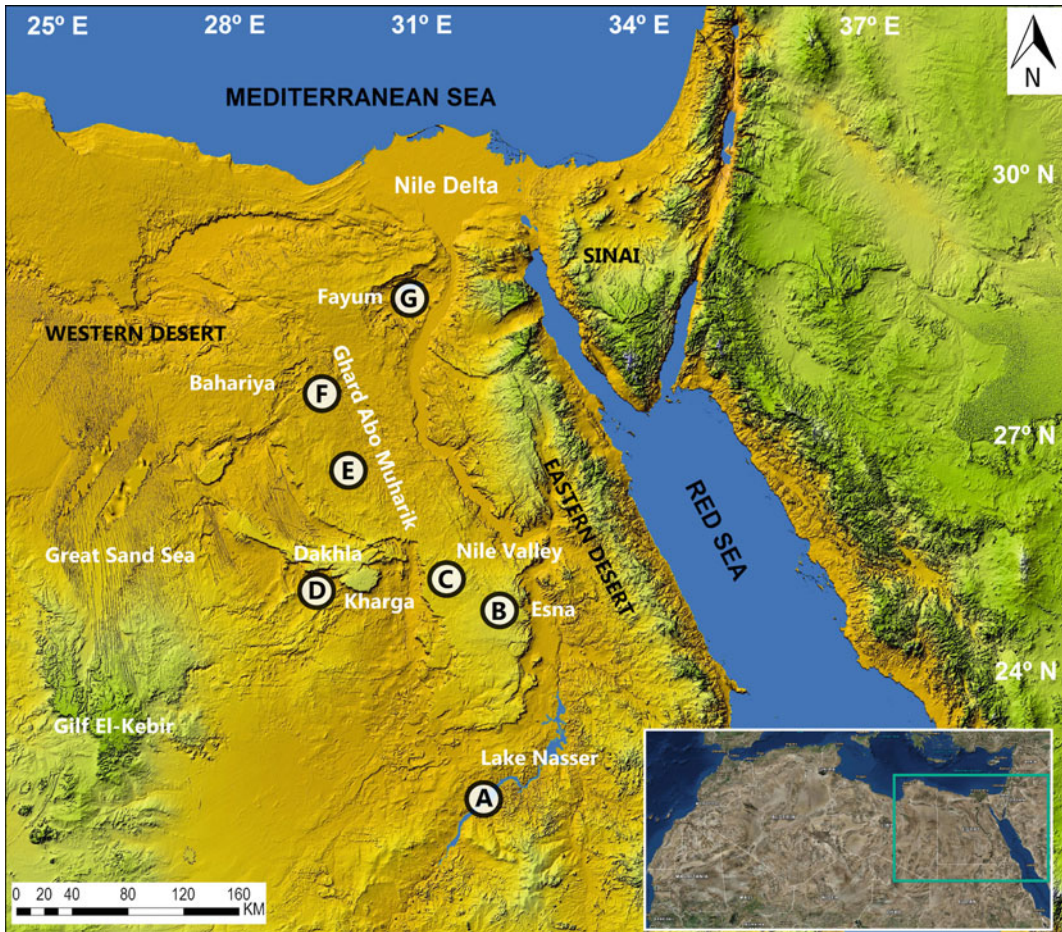 25º E 28º E 31º E 34º E 37º E
N
MEDITERRANEAN SEA
30º N
Nile Delta
SINAI
Fayum G
WESTERN DESERT
Bahariya F
Ghard Abo Muharik
27º N
E
EASTERN DESERT
RED SEA
Great Sand Sea
Dakhla
Nile Valley
D Kharga
C
B Esna
24º N
Gilf El-Kebir
Lake Nasser
A
0 20 40 80 120 160
KM